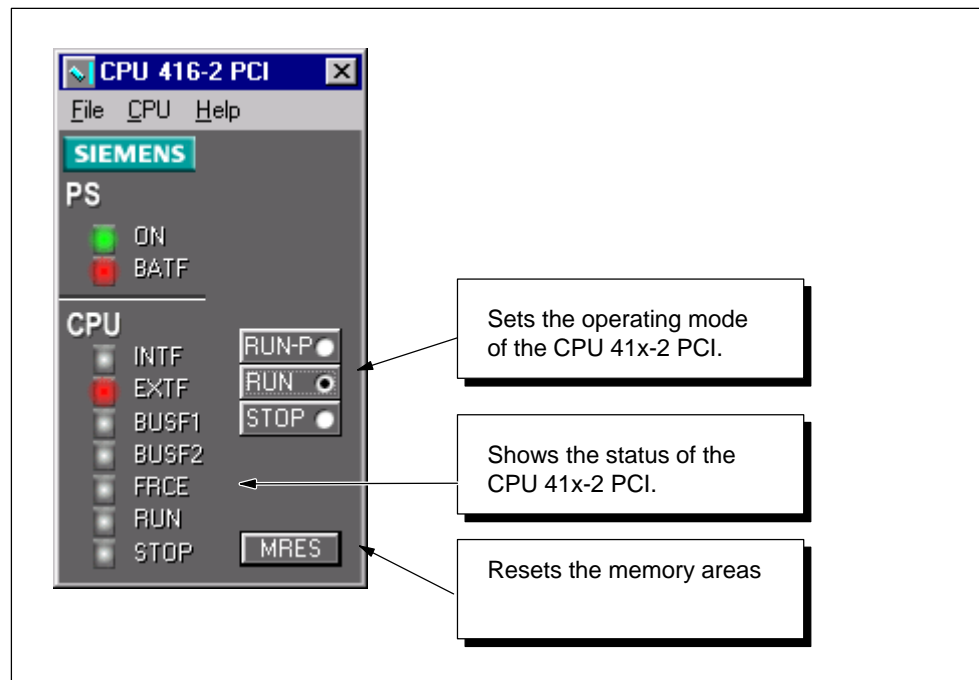 CPU 416-2 PCI
File CPU Help
SIEMENS
PS
ON
BATF
CPU
INTF
EXTF
BUSF1
BUSF2
FRCE
RUN
STOP
RUN-P
RUN
STOP
MRES
Sets the operating mode
of the CPU 41x-2 PCI.
Shows the status of the
CPU 41x-2 PCI.
Resets the memory areas